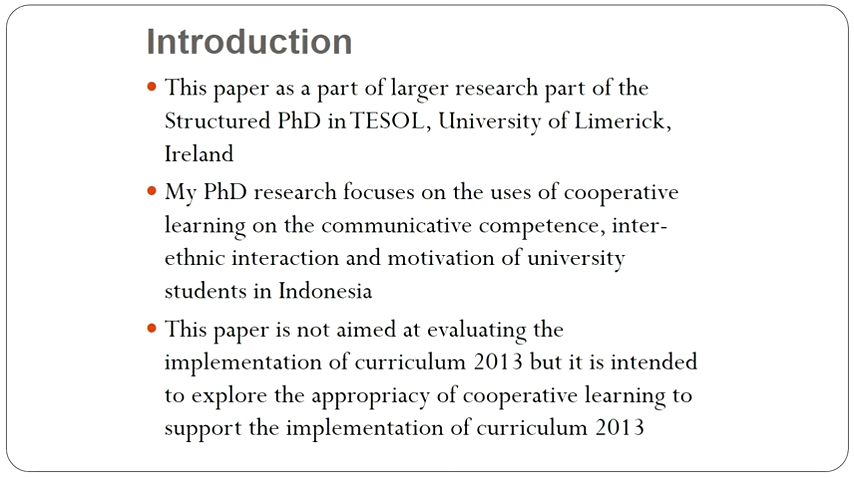 Introduction
• This paper as a part of larger research part of the
Structured PhD in TESOL, University of Limerick,
Ireland
• My PhD research focuses on the uses of cooperative
learning on the communicative competence, inter-
ethnic interaction and motivation of university
students in Indonesia
• This paper is not aimed at evaluating the
implementation of curriculum 2013 but it is intended
to explore the appropriacy of cooperative learning to
support the implementation of curriculum 2013